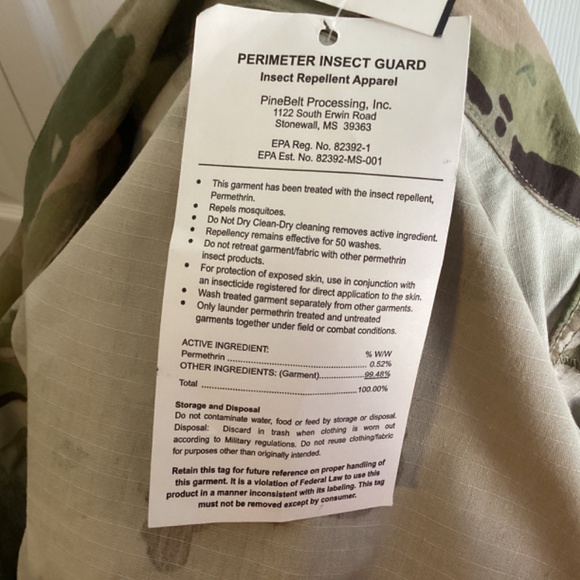 PERIMETER INSECT GUARD
Insect Repellent Apparel
PineBelt Processing, Inc.
1122 South Erwin Road
Stonewall, MS 39363
EPA Reg. No. 82392-1
EPA Est. No. 82392-MS-001
• This garment has been treated with the insect repellent,
Permethrin.
• Repels mosquitoes.
• Do Not Dry Clean-Dry cleaning removes active ingredient.
• Repellency remains effective for 50 washes.
• Do not retreat garment/fabric with other permethrin
insect products.
• For protection of exposed skin, use in conjunction with
an insecticide registered for direct application to the skin.
• Wash treated garment separately from other garments.
• Only launder permethrin treated and untreated
garments together under field or combat conditions.
ACTIVE INGREDIENT: % W/W
Permethrin ........ 0.52%
OTHER INGREDIENTS: (Garment)........ 99.48%
Total ........ 100.00%
Storage and Disposal
Do not contaminate water, food or feed by storage or disposal.
Disposal: Discard in trash when clothing is worn out
according to Military regulations. Do not reuse clothing/fabric
for purposes other than originally intended.
Retain this tag for future reference on proper handling of
this garment. It is a violation of Federal Law to use this
product in a manner inconsistent with its labeling. This tag
must not be removed except by consumer.